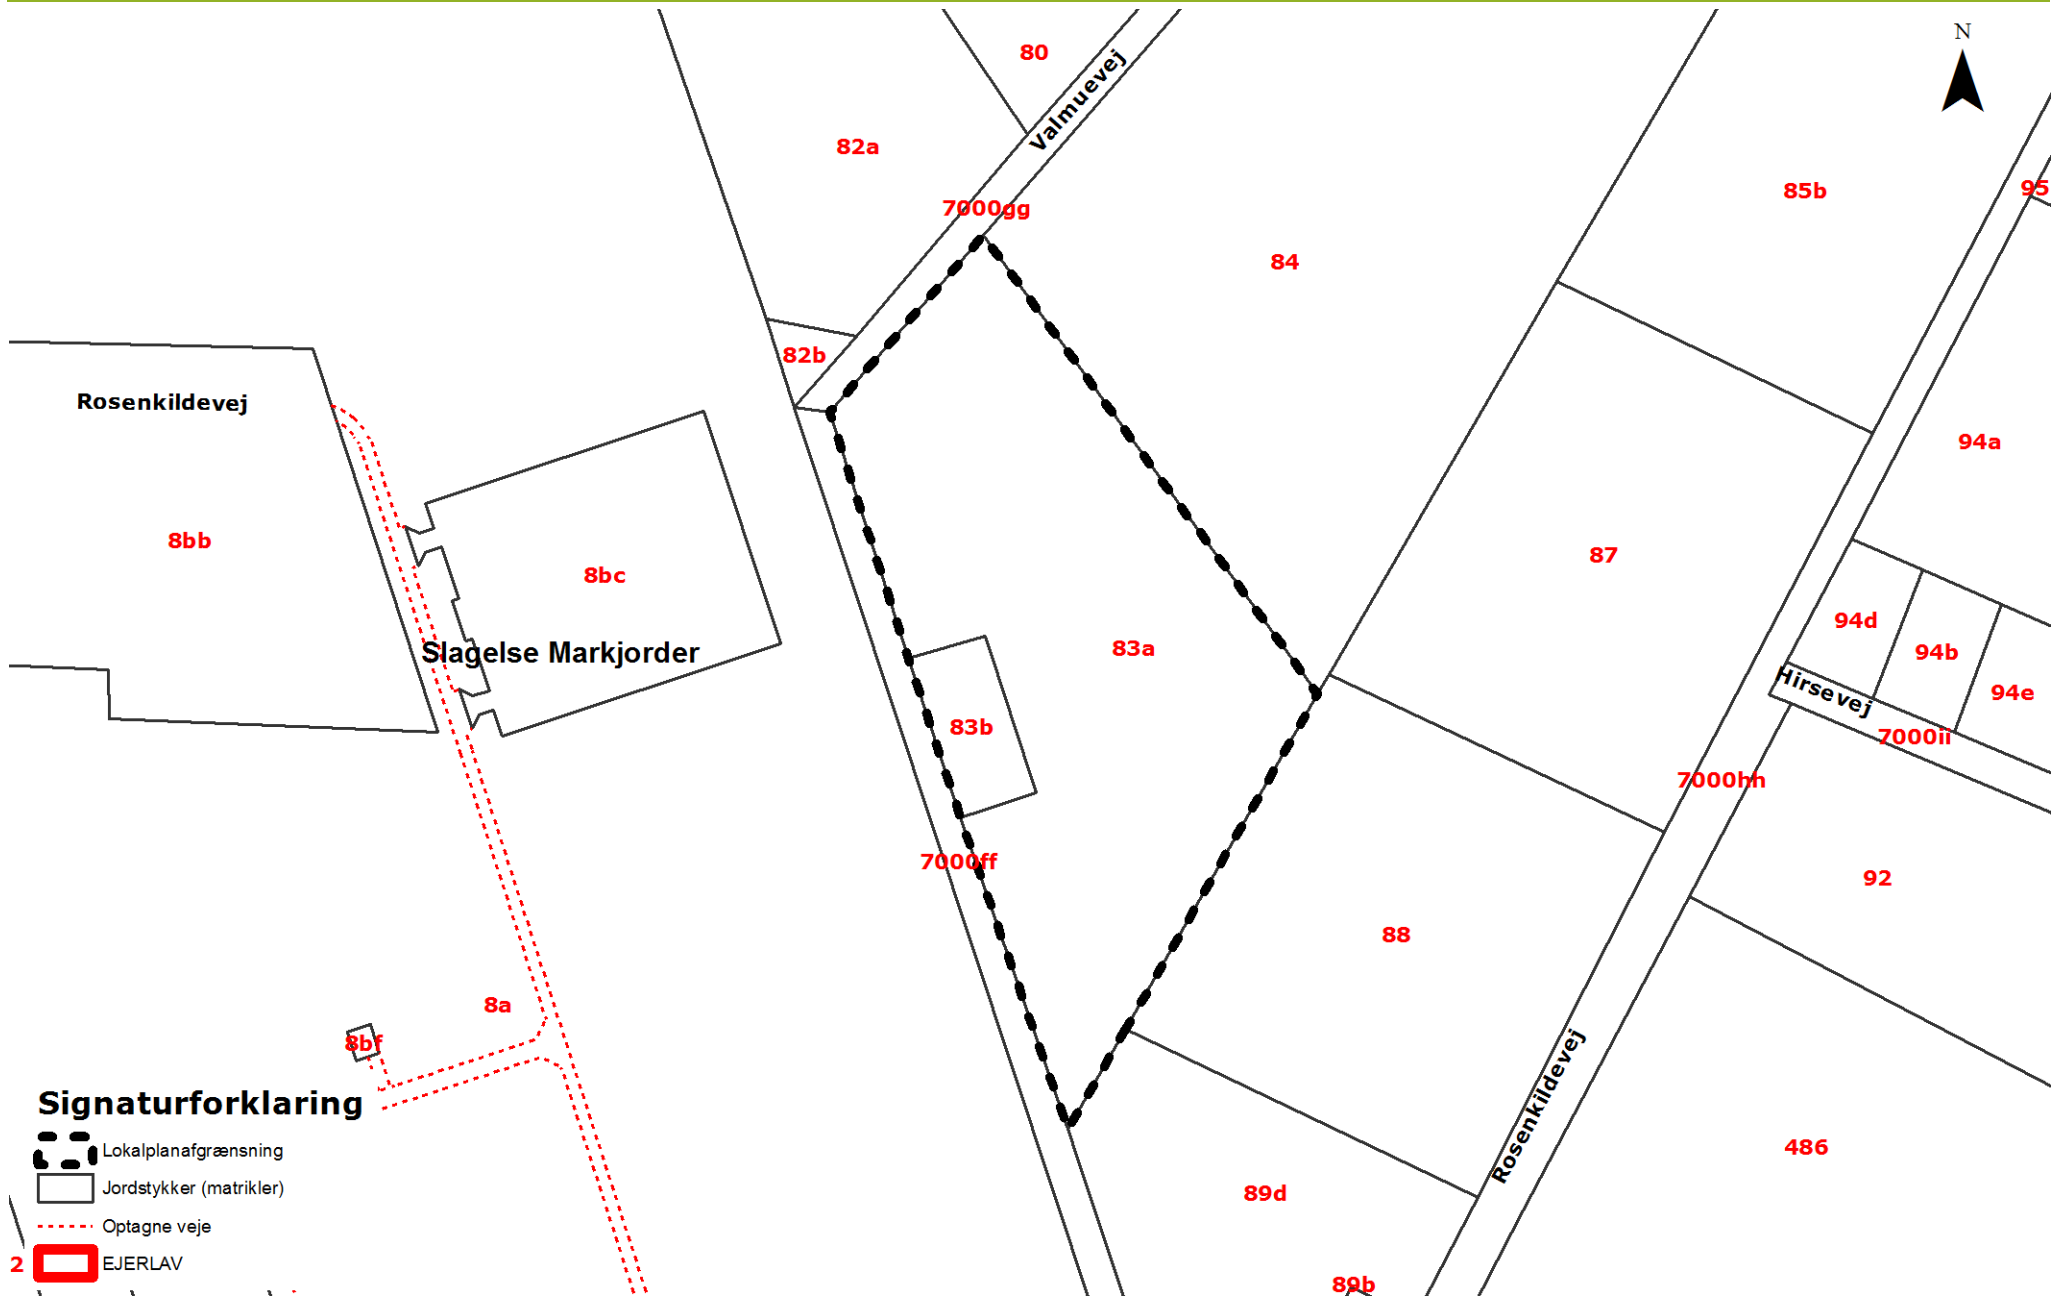 N
80
Valmuevej
82a
7000gg
85b
95
84
82b
Rosenkildevej
94a
8bb
8bc
87
94d
94b
94e
Slagelse Markjorder
83a
Hirsevej
83b
7000ii
7000hh
7000ff
92
88
8a
8bf
Rosenkildevej
486
89d
89b
2
Signaturforklaring
Lokalplanafgrænsning
Jordstykker (matrikler)
Optagne veje
EJERLAV